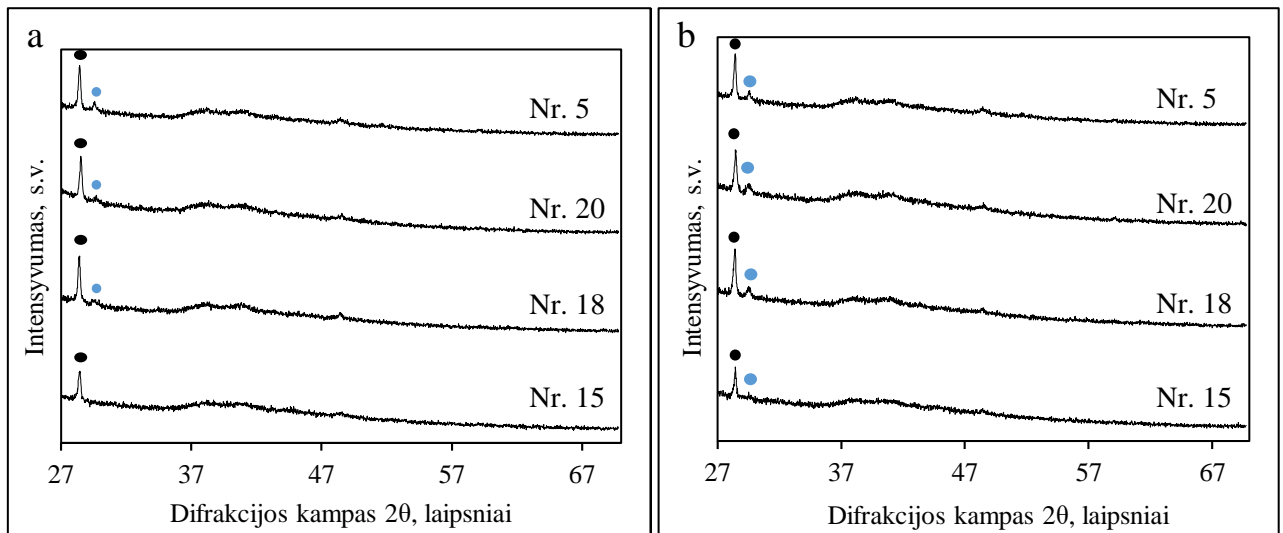 a
Intensyvumas, s.v.
Nr. 5
Nr. 20
Nr. 18
Nr. 15
27 37 47 57 67
Difrakcijos kampas 2θ, laipsniai
b
Intensyvumas, s.v.
Nr. 5
Nr. 20
Nr. 18
Nr. 15
27 37 47 57 67
Difrakcijos kampas 2θ, laipsniai